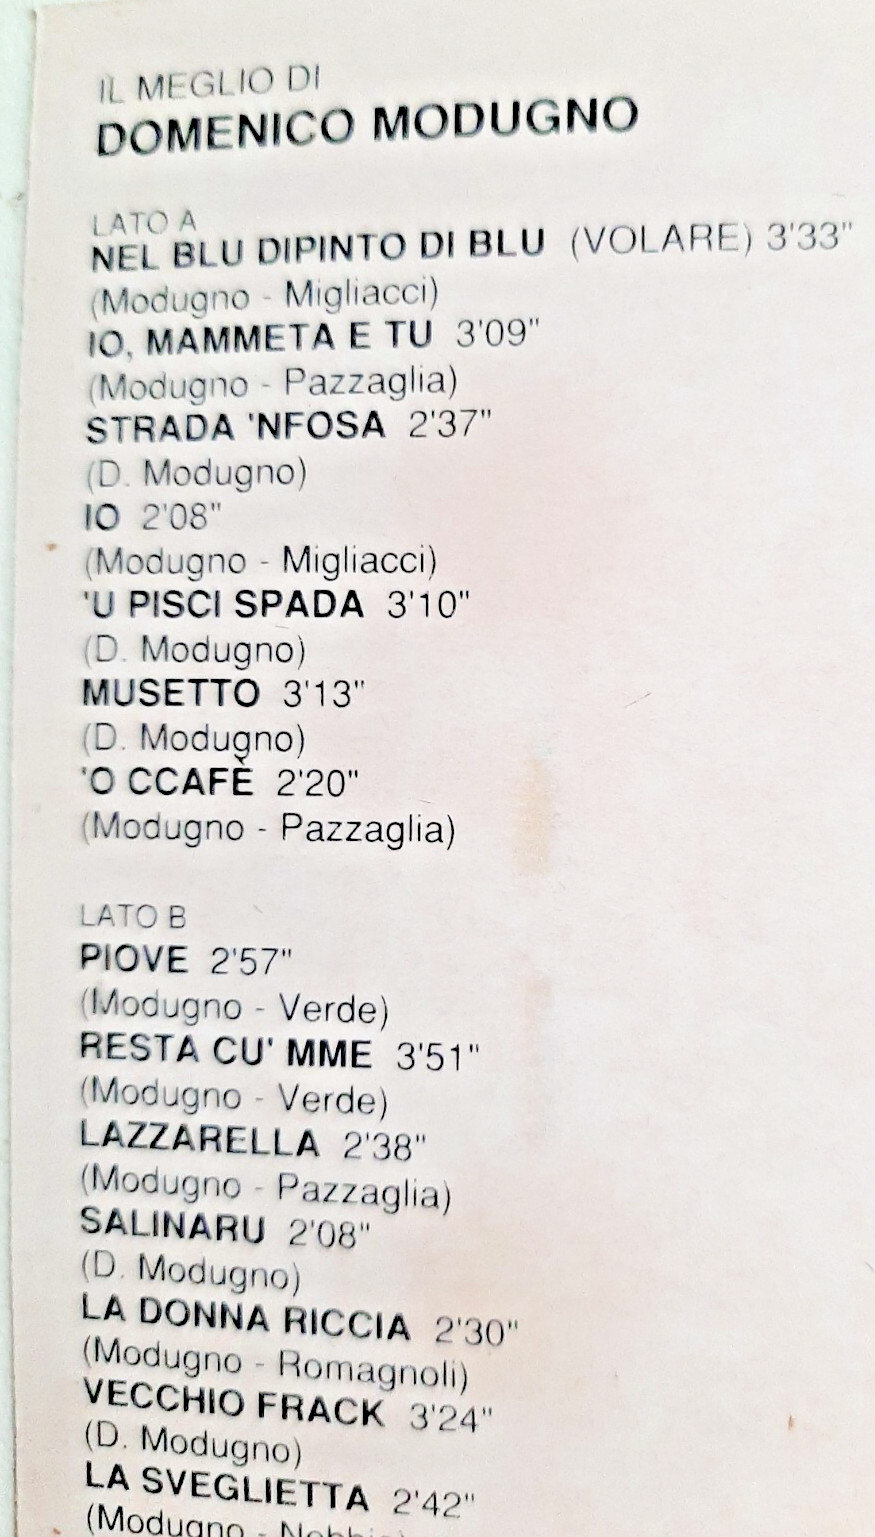 IL MEGLIO DI
DOMENICO MODUGNO
LATO A
NEL BLU DIPINTO DI BLU (VOLARE) 3'33"
(Modugno - Migliacci)
IO, MAMMETA E TU 3'09"
(Modugno - Pazzaglia)
STRADA 'NFOSA 2'37"
(D. Modugno)
IO 2'08"
(Modugno - Migliacci)
'U PISCI SPADA 3'10"
(D. Modugno)
MUSETTO 3'13"
(D. Modugno)
'O CCAFÈ 2'20"
(Modugno - Pazzaglia)
LATO B
PIOVE 2'57"
(Modugno - Verde)
RESTA CU' MME 3'51"
(Modugno - Verde)
LAZZARELLA 2'38"
(Modugno - Pazzaglia)
SALINARU 2'08"
(D. Modugno)
LA DONNA RICCIA 2'30"
(Modugno - Romagnoli)
VECCHIO FRACK 3'24"
(D. Modugno)
LA SVEGLIETTA 2'42"
(Modugno -